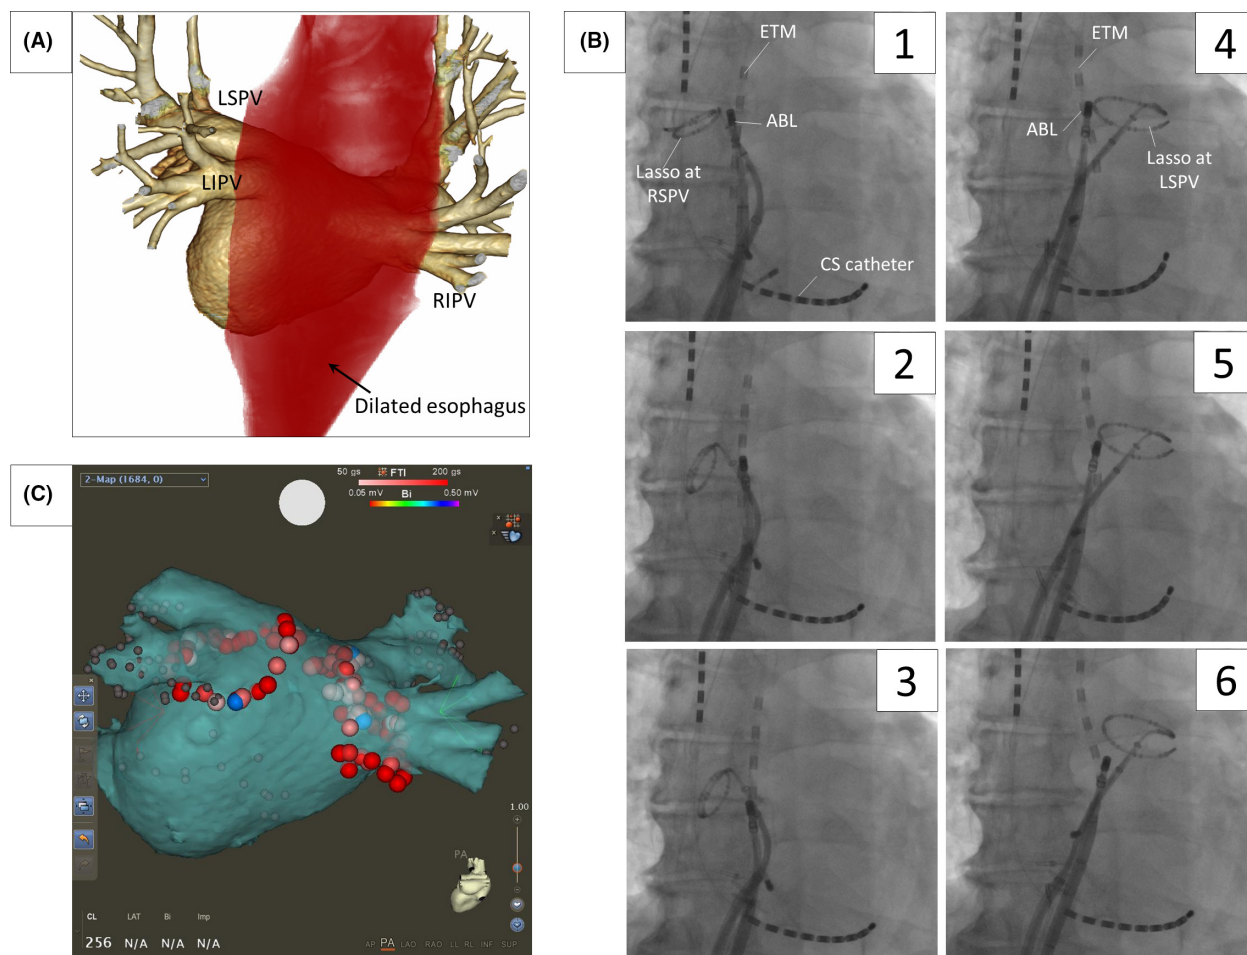 (A)
LSPV
LIPV
RIPV
Dilated esophagus
(B)
1
ETM
ABL
Lasso at
RSPV
CS catheter
4
ETM
ABL
Lasso at
LSPV
2
5
3
6
(C)
2-Map (1684, 0)
50 gs FTI 200 gs
0.05 mV Bi 0.50 mV
1.00
PA
CL LAT Bi Imp
256 N/A N/A N/A
AP PA LAO RAO LL RL INF SUP